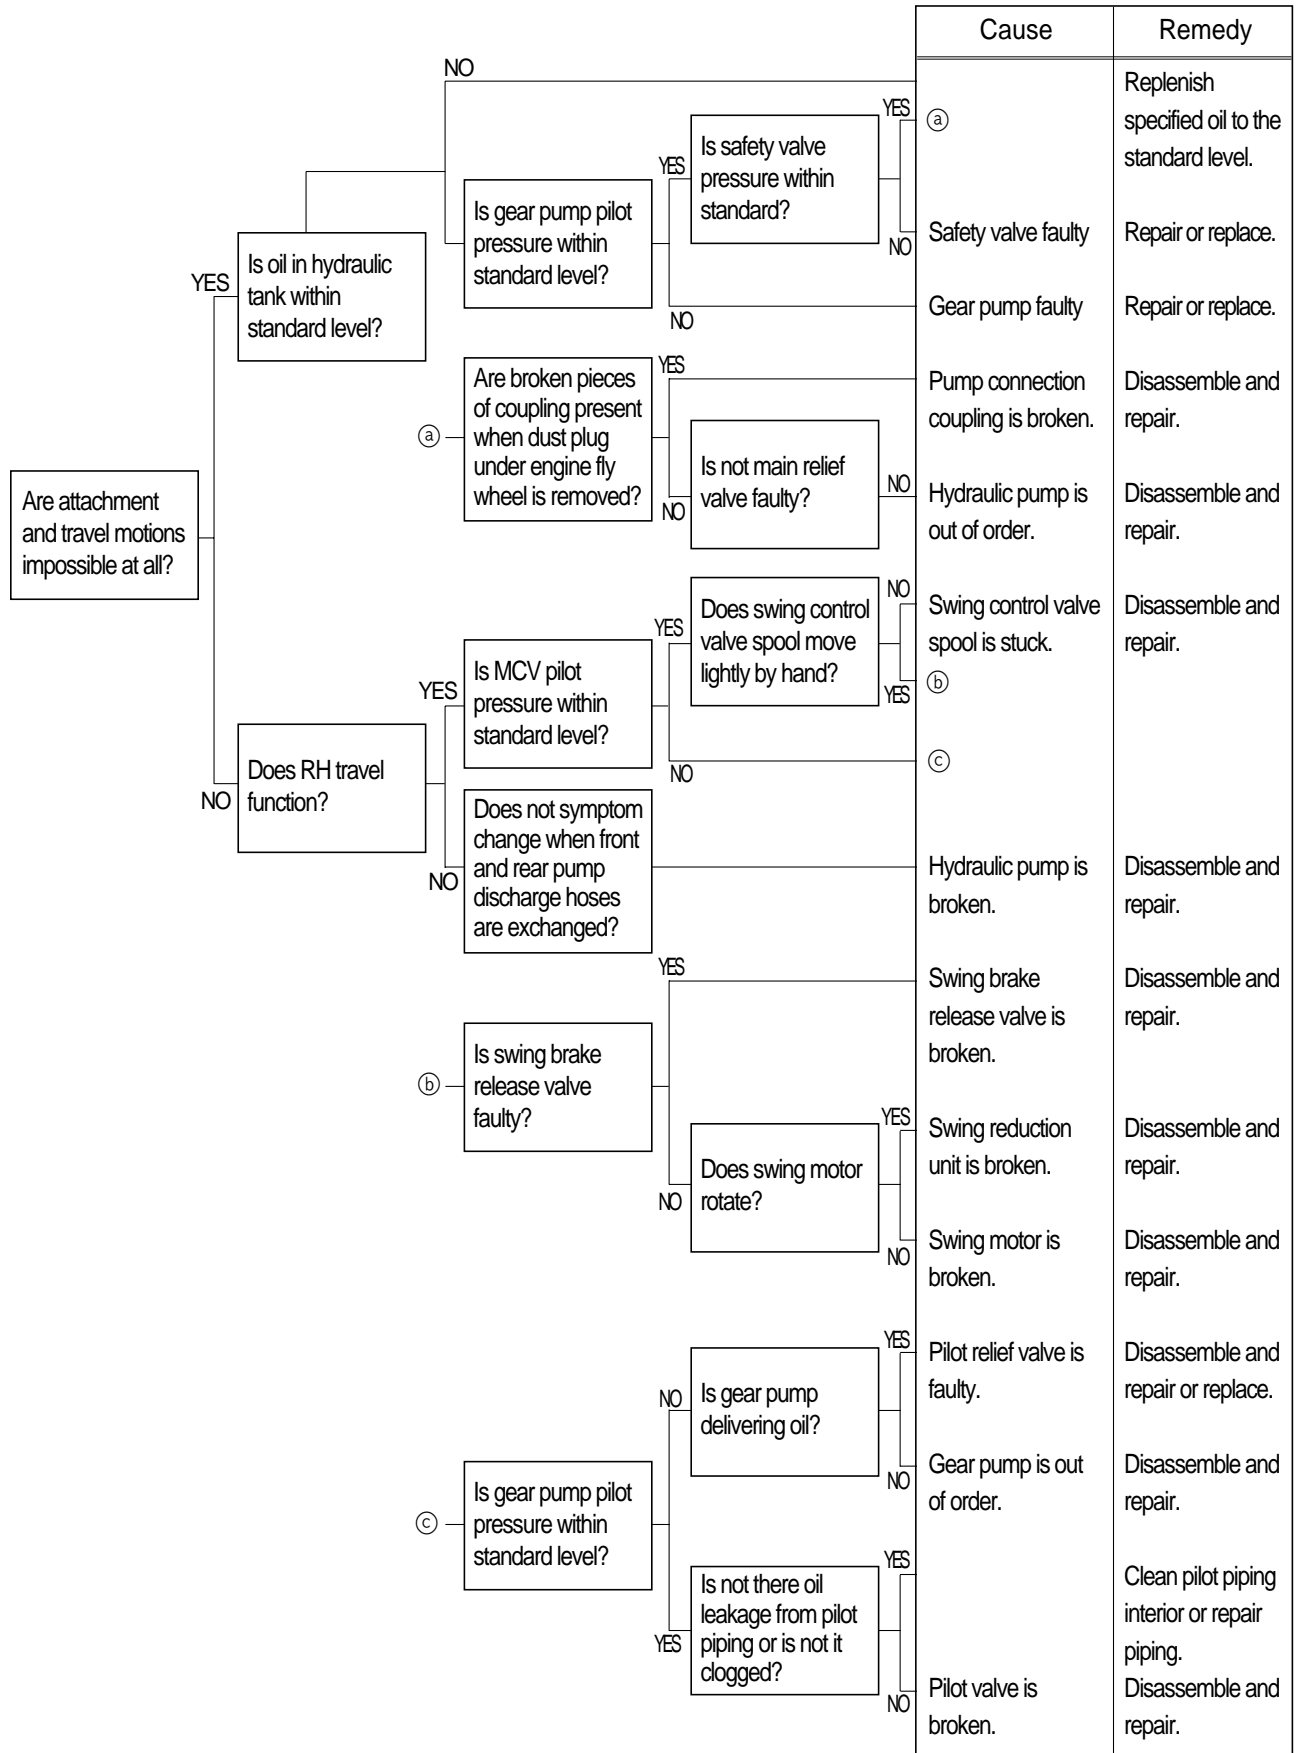 Cause
Remedy
NO
Replenish
specified oil to the
standard level.
YES
ⓐ
Is safety valve
pressure within
standard?
YES
Is gear pump pilot
pressure within
standard level?
NO
Safety valve faulty
Repair or replace.
YES
Is oil in hydraulic
tank within
standard level?
NO
Gear pump faulty
Repair or replace.
YES
Are broken pieces
of coupling present
when dust plug
under engine fly
wheel is removed?
ⓐ
Pump connection
coupling is broken.
Disassemble and
repair.
NO
Is not main relief
valve faulty?
NO
Hydraulic pump is
out of order.
Disassemble and
repair.
Are attachment
and travel motions
impossible at all?
NO
Does swing control
valve spool move
lightly by hand?
YES
Swing control valve
spool is stuck.
Disassemble and
repair.
YES
ⓑ
YES
Is MCV pilot
pressure within
standard level?
NO
ⓒ
NO
Does RH travel
function?
NO
Does not symptom
change when front
and rear pump
discharge hoses
are exchanged?
Hydraulic pump is
broken.
Disassemble and
repair.
YES
Swing brake
release valve is
broken.
Disassemble and
repair.
ⓑ
Is swing brake
release valve
faulty?
NO
Does swing motor
rotate?
YES
Swing reduction
unit is broken.
Disassemble and
repair.
NO
Swing motor is
broken.
Disassemble and
repair.
YES
Pilot relief valve is
faulty.
Disassemble and
repair or replace.
NO
Is gear pump
delivering oil?
NO
Gear pump is out
of order.
Disassemble and
repair.
ⓒ
Is gear pump pilot
pressure within
standard level?
YES
Is not there oil
leakage from pilot
piping or is not it
clogged?
YES
Clean pilot piping
interior or repair
piping.
NO
Pilot valve is
broken.
Disassemble and
repair.